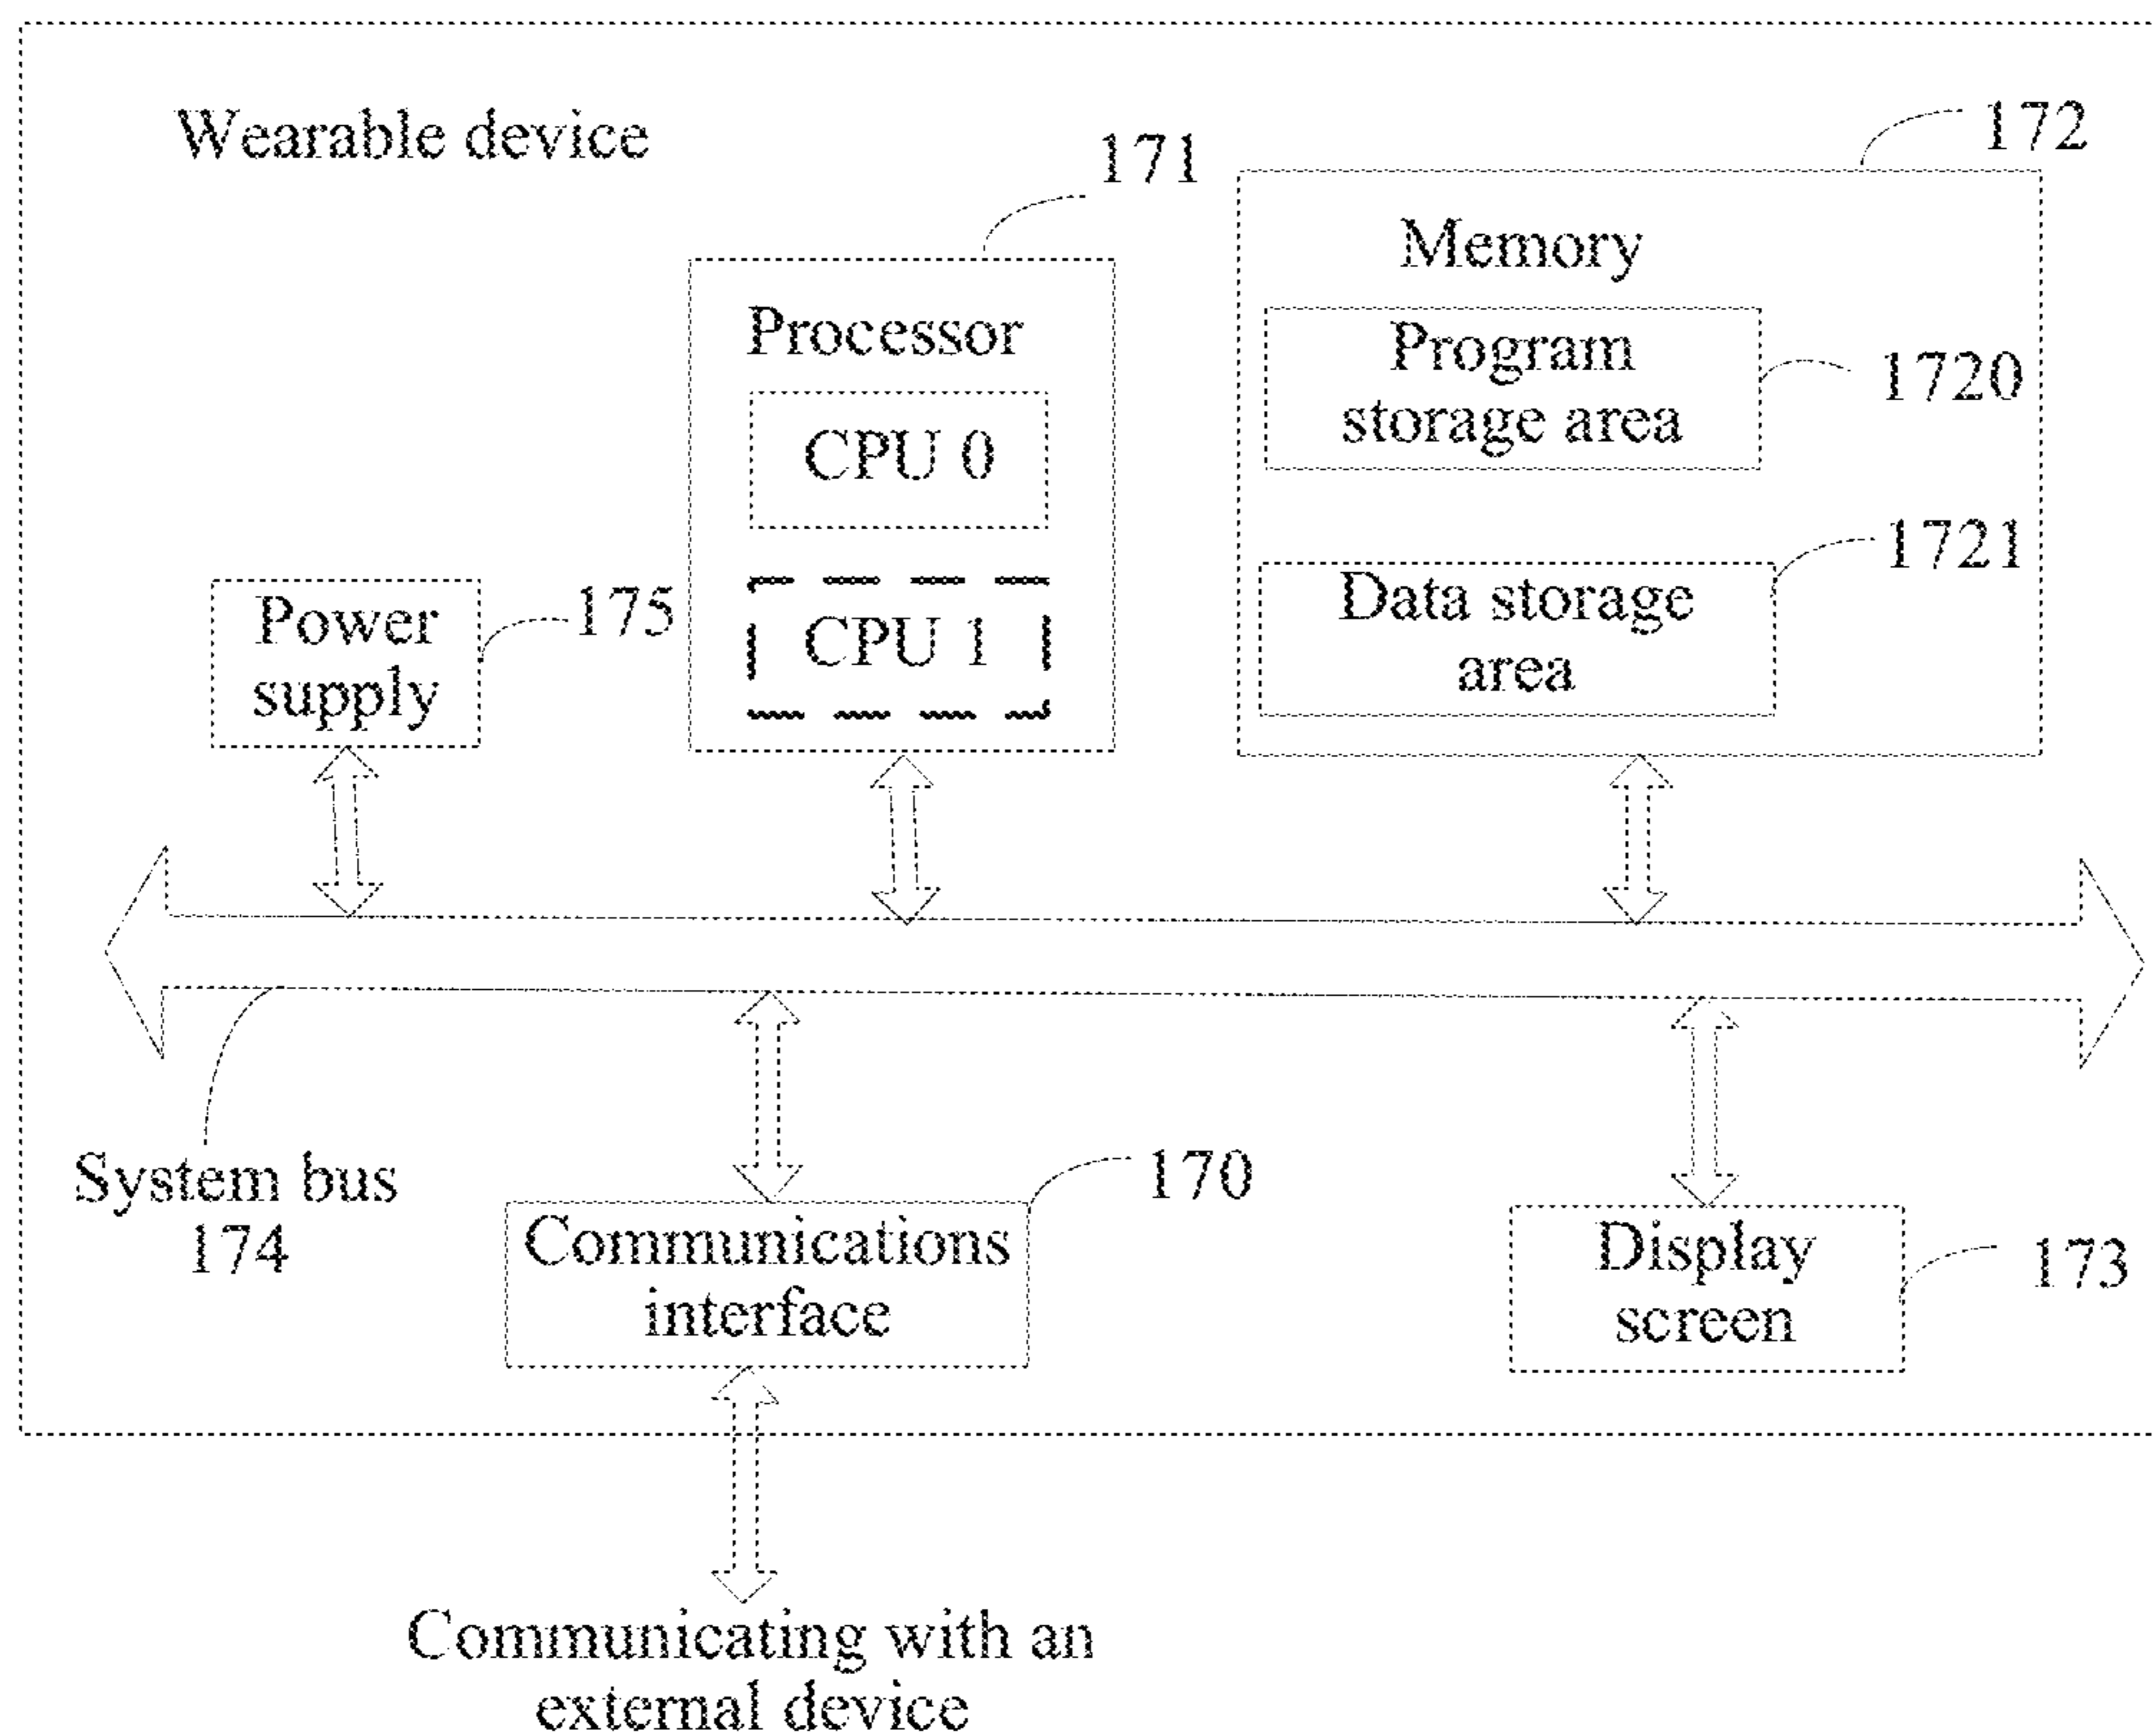 Wearable device
172
171
Memory
Processor
Program
storage area
1720
CPU 0
1721
Data storage
area
175
Power
supply
CPU 1
System bus
174
170
Communications
interface
Display
screen
173
Communicating with an
external device